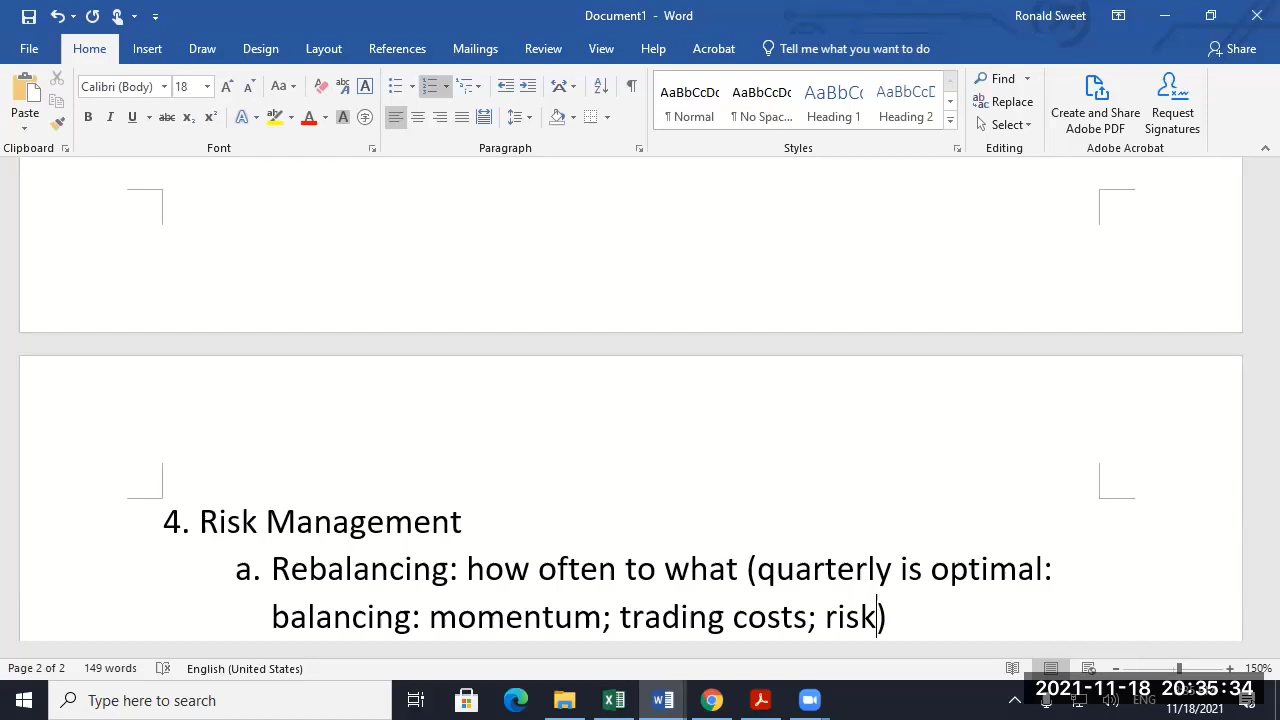 Document1 - Word
Ronald Sweet
File Home Insert Draw Design Layout References Mailings Review View Help Acrobat Tell me what you want to do Share
Paste
Calibri (Body) 18
Aa
AaBbCcDc AaBbCcDc AaBbCc AaBbCcE
¶ Normal ¶ No Spac... Heading 1 Heading 2
Find
Replace
Select
Create and Share
Adobe PDF
Request
Signatures
Clipboard Font Paragraph Styles Editing Adobe Acrobat
4. Risk Management
a. Rebalancing: how often to what (quarterly is optimal:
balancing: momentum; trading costs; risk)
Page 2 of 2 149 words English (United States) 150%
Type here to search
2021-11-18 20:35:34
ENG
11/18/2021